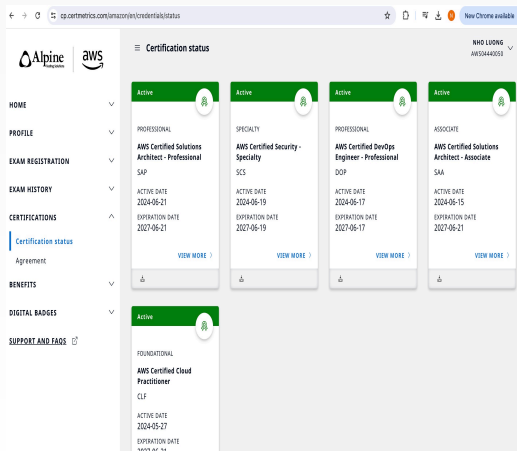 cp.certmetrics.com/amazon/en/credentials/status
New Chrome available
Alpine
aws
Certification status
NHO LUONG
AWS04440050
HOME
PROFILE
EXAM REGISTRATION
EXAM HISTORY
CERTIFICATIONS
Certification status
Agreement
BENEFITS
DIGITAL BADGES
SUPPORT AND FAQS
Active
PROFESSIONAL
AWS Certified Solutions
Architect - Professional
SAP
ACTIVE DATE
2024-06-21
EXPIRATION DATE
2027-06-21
VIEW MORE
Active
SPECIALTY
AWS Certified Security -
Specialty
SCS
ACTIVE DATE
2024-06-19
EXPIRATION DATE
2027-06-19
VIEW MORE
Active
PROFESSIONAL
AWS Certified DevOps
Engineer - Professional
DOP
ACTIVE DATE
2024-06-17
EXPIRATION DATE
2027-06-17
VIEW MORE
Active
ASSOCIATE
AWS Certified Solutions
Architect - Associate
SAA
ACTIVE DATE
2024-06-15
EXPIRATION DATE
2027-06-21
VIEW MORE
Active
FOUNDATIONAL
AWS Certified Cloud
Practitioner
CLF
ACTIVE DATE
2024-05-27
EXPIRATION DATE
2027-06-21